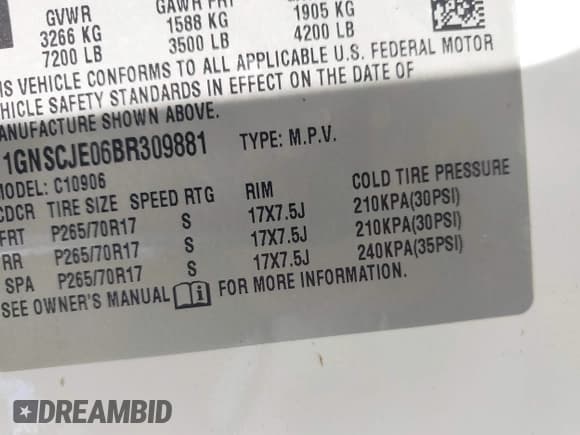 GVWR GAWR FRT GAWR RR
3266 KG 1588 KG 1905 KG
7200 LB 3500 LB 4200 LB
IS VEHICLE CONFORMS TO ALL APPLICABLE U.S. FEDERAL MOTOR
EHICLE SAFETY STANDARDS IN EFFECT ON THE DATE OF
ANUFACTURE SHOWN ABOVE.
1GNSCJE06BR309881 TYPE: M.P.V.
MODEL: C10906
CDCR TIRE SIZE SPEED RTG RIM COLD TIRE PRESSURE
FRT P265/70R17 S 17X7.5J 210KPA(30PSI)
RR P265/70R17 S 17X7.5J 210KPA(30PSI)
SPA P265/70R17 S 17X7.5J 240KPA(35PSI)
SEE OWNER'S MANUAL i FOR MORE INFORMATION.
DREAMBID